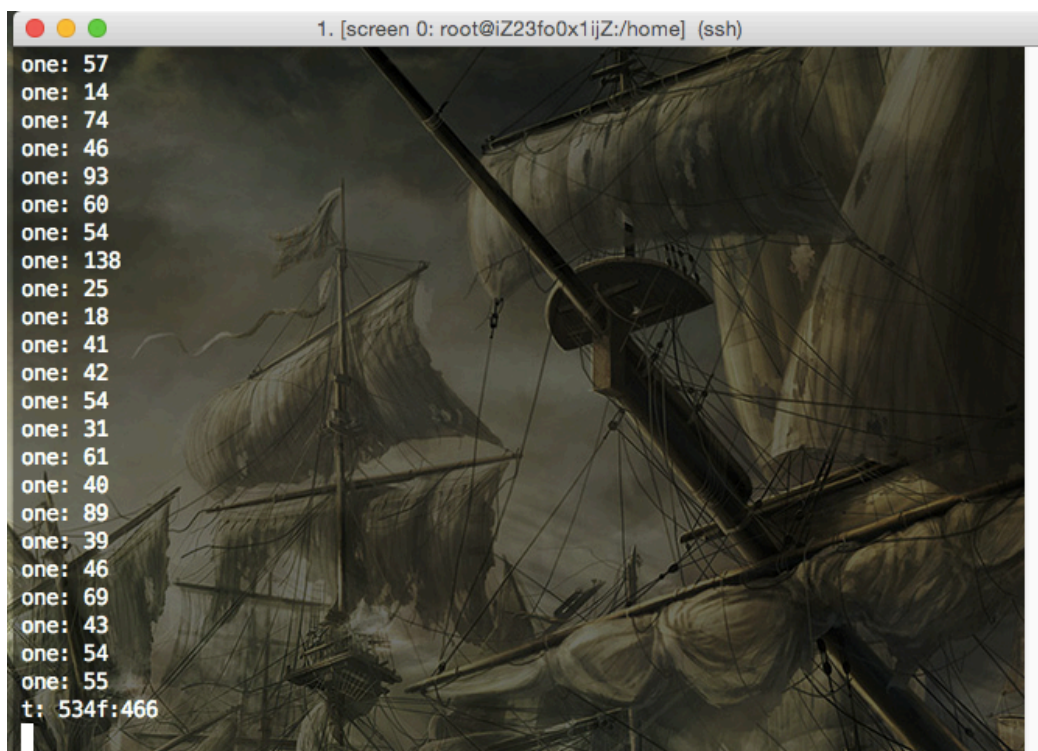 1. [screen 0: root@iZ23fo0x1ijZ:/home] (ssh)
one: 57
one: 14
one: 74
one: 46
one: 93
one: 60
one: 54
one: 138
one: 25
one: 18
one: 41
one: 42
one: 54
one: 31
one: 61
one: 40
one: 89
one: 39
one: 46
one: 69
one: 43
one: 54
one: 55
t: 534f:466